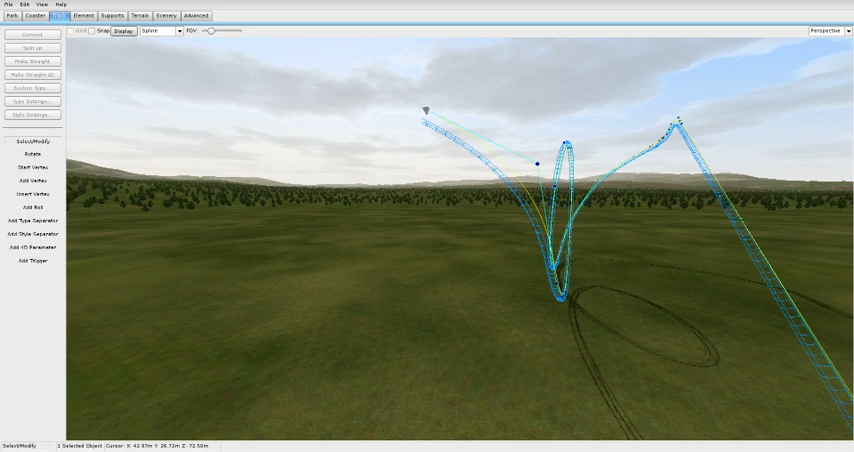 File Edit View Help
Park Coaster Track Element Supports Terrain Scenery Advanced
Grid Snap Display Spline FOV: Perspective
Connect
Split up
Make Straight
Make Straight 2D
Section Type...
Type Settings...
Style Settings...
Select/Modify
Rotate
Start Vertex
Add Vertex
Insert Vertex
Add Roll
Add Type Separator
Add Style Separator
Add 4D Parameter
Add Trigger
Select/Modify 1 Selected Object Cursor: X: 42.97m Y: 26.72m Z: 72.50m